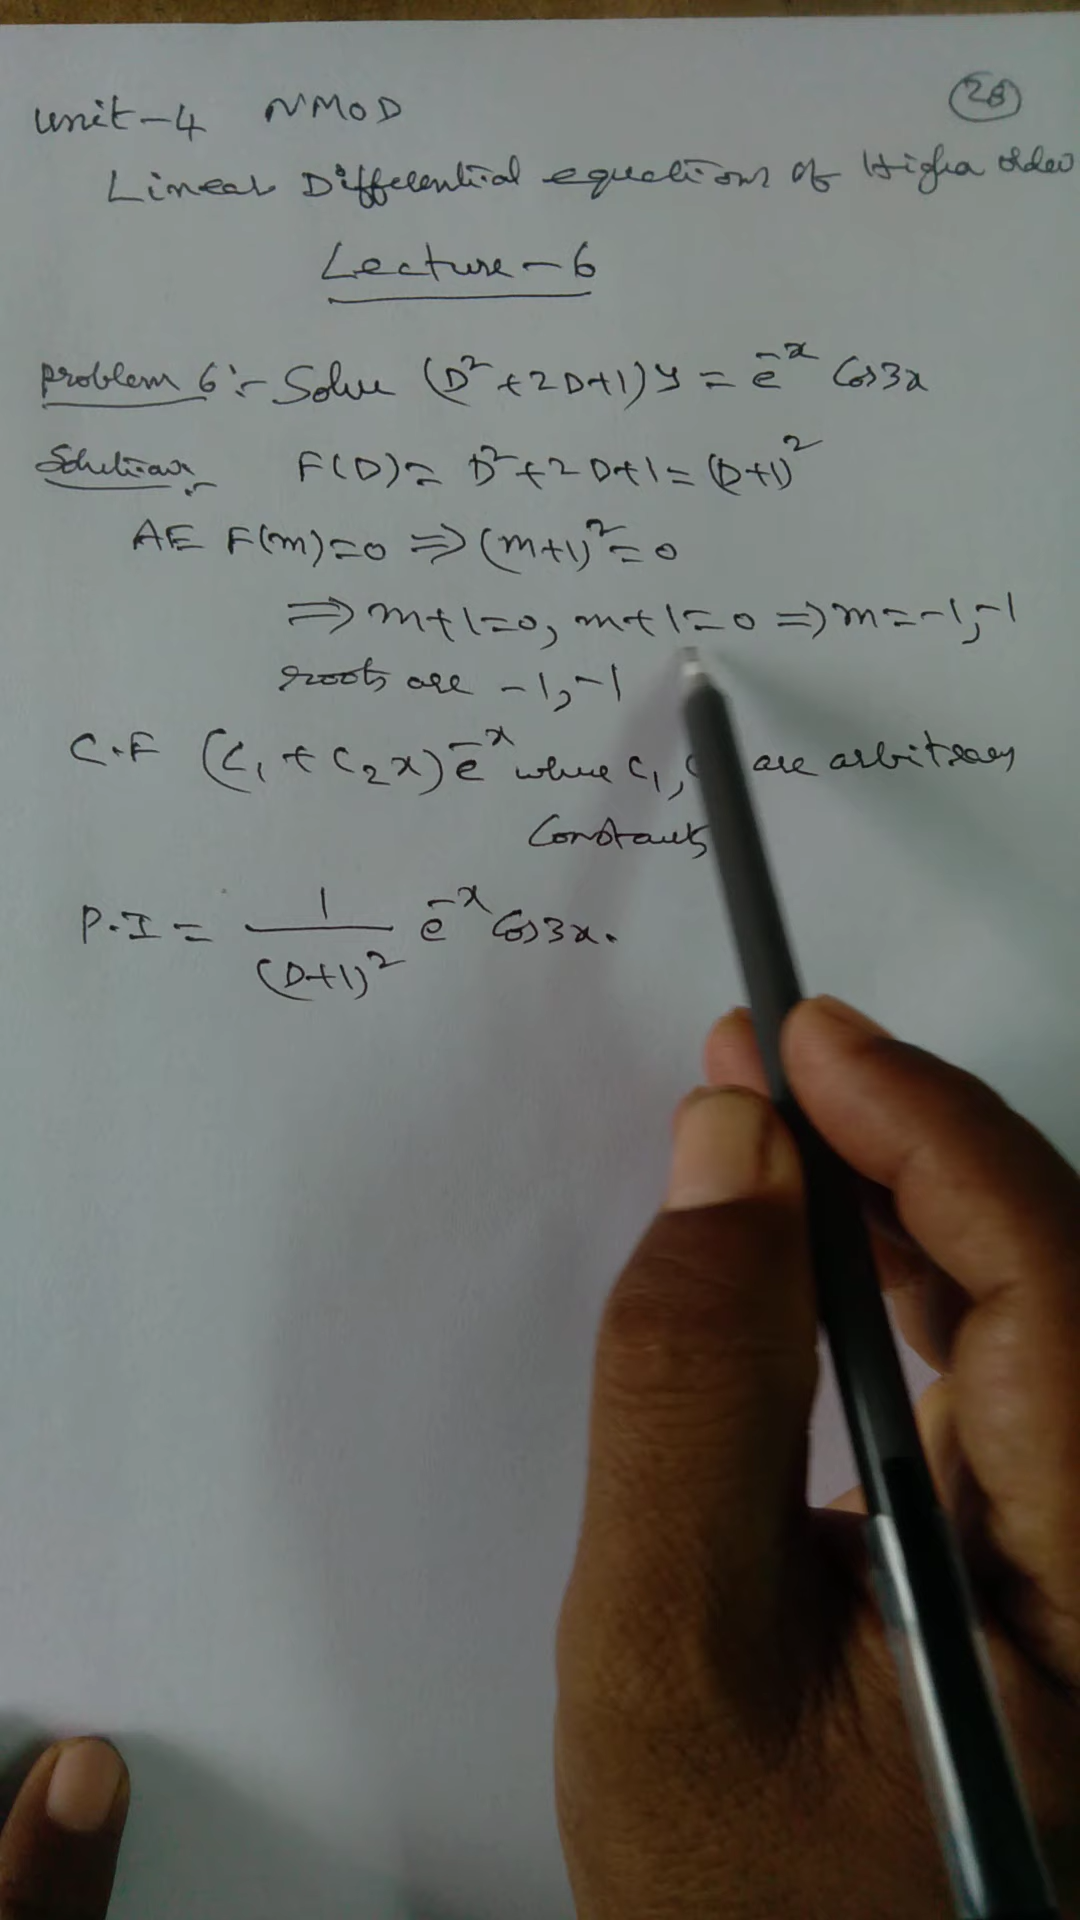 28
unit-4 NMOD
Linear Differential equations of Higher order
Lecture-6
problem 6:- Solve (D²+2D+1)y = e⁻ˣ Cos3x
Solution:- F(D) = D²+2D+1 = (D+1)²
AE F(m)=0 ⇒ (m+1)²=0
⇒ m+1=0, m+1=0 ⇒ m=-1,-1
roots are -1,-1
C.F (C₁+C₂x)e⁻ˣ where C₁, are arbitrary
Constants
P.I = 1/(D+1)² e⁻ˣ Cos3x.